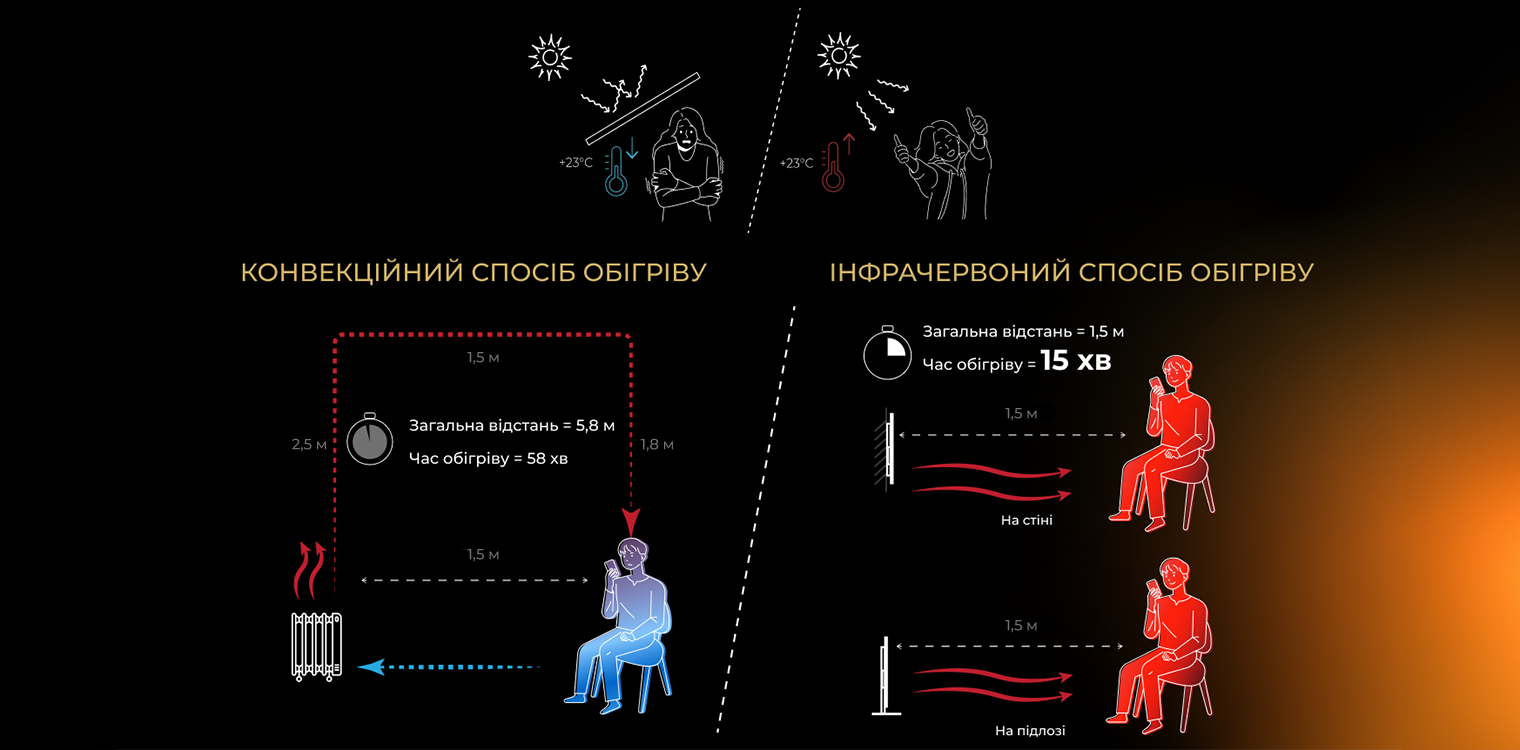 +23°C
+23°C
КОНВЕКЦІЙНИЙ СПОСІБ ОБІГРІВУ
1,5 м
2,5 м
Загальна відстань = 5,8 м
Час обігріву = 58 хв
1,8 м
1,5 м
ІНФРАЧЕРВОНИЙ СПОСІБ ОБІГРІВУ
Загальна відстань = 1,5 м
Час обігріву = 15 хв
1,5 м
На стіні
1,5 м
На підлозі